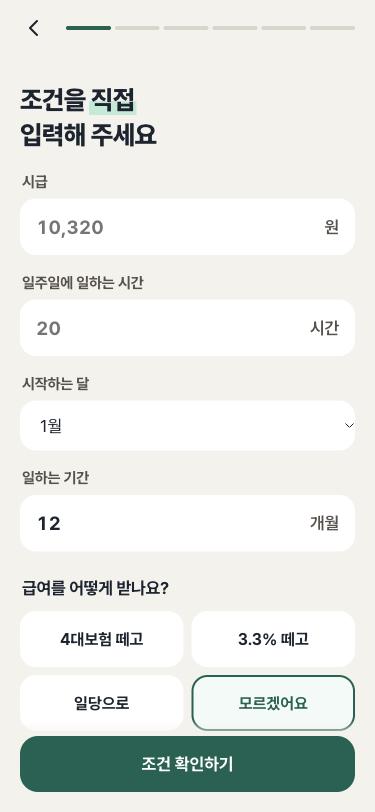 조건을 직접
입력해 주세요
시급
10,320 원
일주일에 일하는 시간
20 시간
시작하는 달
1월
일하는 기간
12 개월
급여를 어떻게 받나요?
4대보험 떼고 3.3% 떼고
일당으로 모르겠어요
조건 확인하기